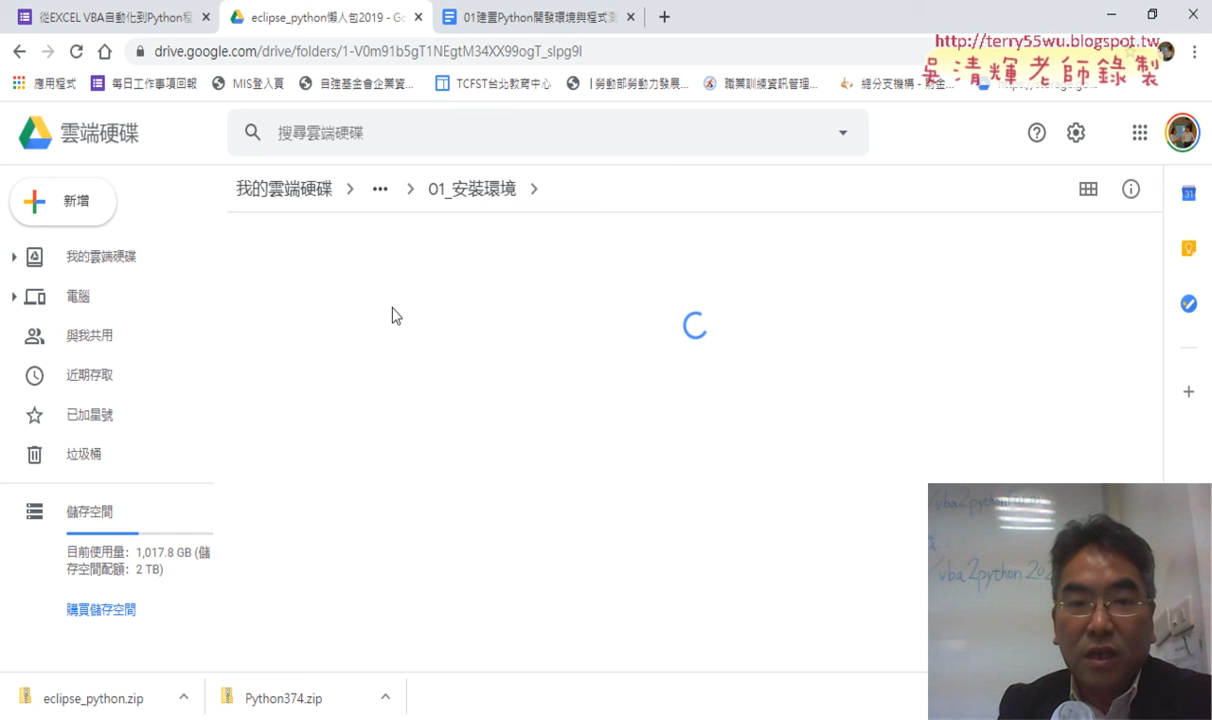 從EXCEL VBA自動化到Python程
eclipse_python懶人包2019 - Go
01建置Python開發環境與程式
drive.google.com/drive/folders/1-V0m91b5gT1NEgtM34XX99ogT_slpg9l
http://terry55wu.blogspot.tw
吳清輝老師錄製
應用程式
每日工作事項回報
MIS登入頁
自強基金會企業資...
TCFST台北教育中心
| 勞動部勞動力發展...
職業訓練資訊管理...
總分支機構 - 財金...
雲端硬碟
搜尋雲端硬碟
新增
我的雲端硬碟
•••
01_安裝環境
31
我的雲端硬碟
電腦
與我共用
近期存取
已加星號
垃圾桶
儲存空間
目前使用量：1,017.8 GB (儲
存空間配額：2 TB)
購買儲存空間
vba2python
vba2python 202
eclipse_python.zip
Python374.zip